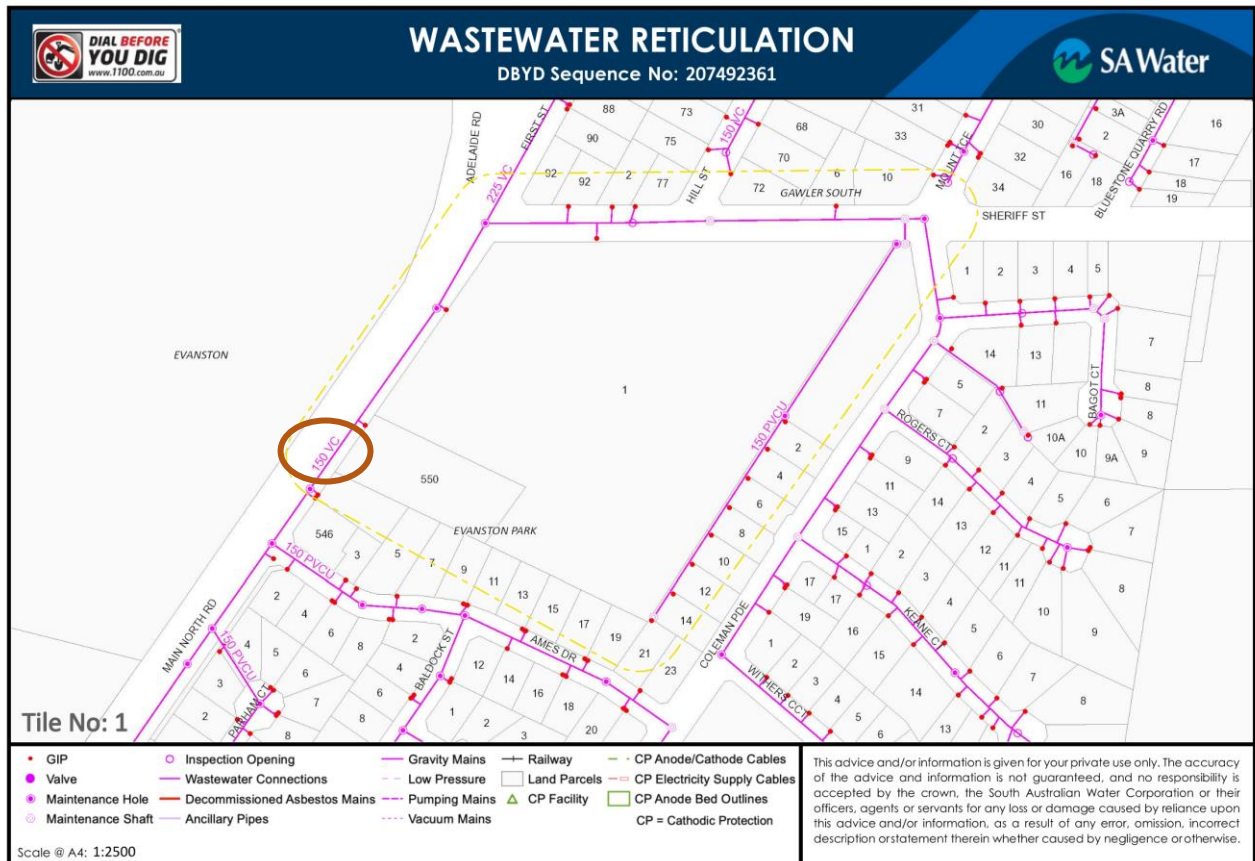 DIAL BEFORE
YOU DIG
www.1100.com.au
WASTEWATER RETICULATION
DBYD Sequence No: 207492361
SA Water
ADELAIDE RD
FIRST ST
225 VC
88
90
92
92
2
73
75
77
HILL ST
150 VC
68
70
72
6
10
GAWLER SOUTH
31
33
MOUNT TCE
30
32
34
3A
2
16
18
BLUESTONE QUARRY RD
16
17
18
19
SHERIFF ST
1
2
3
4
5
7
8
8
9
9A
10
10A
11
BAGOT CT
14
13
5
7
2
3
4
5
6
7
8
9
ROGERS CT
9
11
13
15
14
13
12
11
11
10
EVANSTON
1
150 PVCU
2
4
6
8
10
12
14
150 VC
550
EVANSTON PARK
546
3
5
7
9
11
13
15
17
19
21
23
150 PVCU
MAIN NORTH RD
150 PVCU
2
4
6
8
2
4
6
8
BALDOCK ST
AMES DR
12
14
16
18
20
1
2
3
4
5
6
7
8
3
2
PARHAM CT
COLEMAN PDE
1
2
3
4
5
6
17
17
19
16
15
14
13
KEANE CT
1
2
3
4
5
6
7
8
1
2
3
4
5
6
WITHERS CCT
Tile No: 1
GIP
Valve
Maintenance Hole
Maintenance Shaft
Inspection Opening
Wastewater Connections
Decommissioned Asbestos Mains
Ancillary Pipes
Gravity Mains
Low Pressure
Pumping Mains
Vacuum Mains
Railway
Land Parcels
CP Facility
CP Anode/Cathode Cables
CP Electricity Supply Cables
CP Anode Bed Outlines
CP = Cathodic Protection
Scale @ A4: 1:2500
This advice and/or information is given for your private use only. The accuracy
of the advice and information is not guaranteed, and no responsibility is
accepted by the crown, the South Australian Water Corporation or their
officers, agents or servants for any loss or damage caused by reliance upon
this advice and/or information, as a result of any error, omission, incorrect
description orstatement therein whether caused by negligence or otherwise.